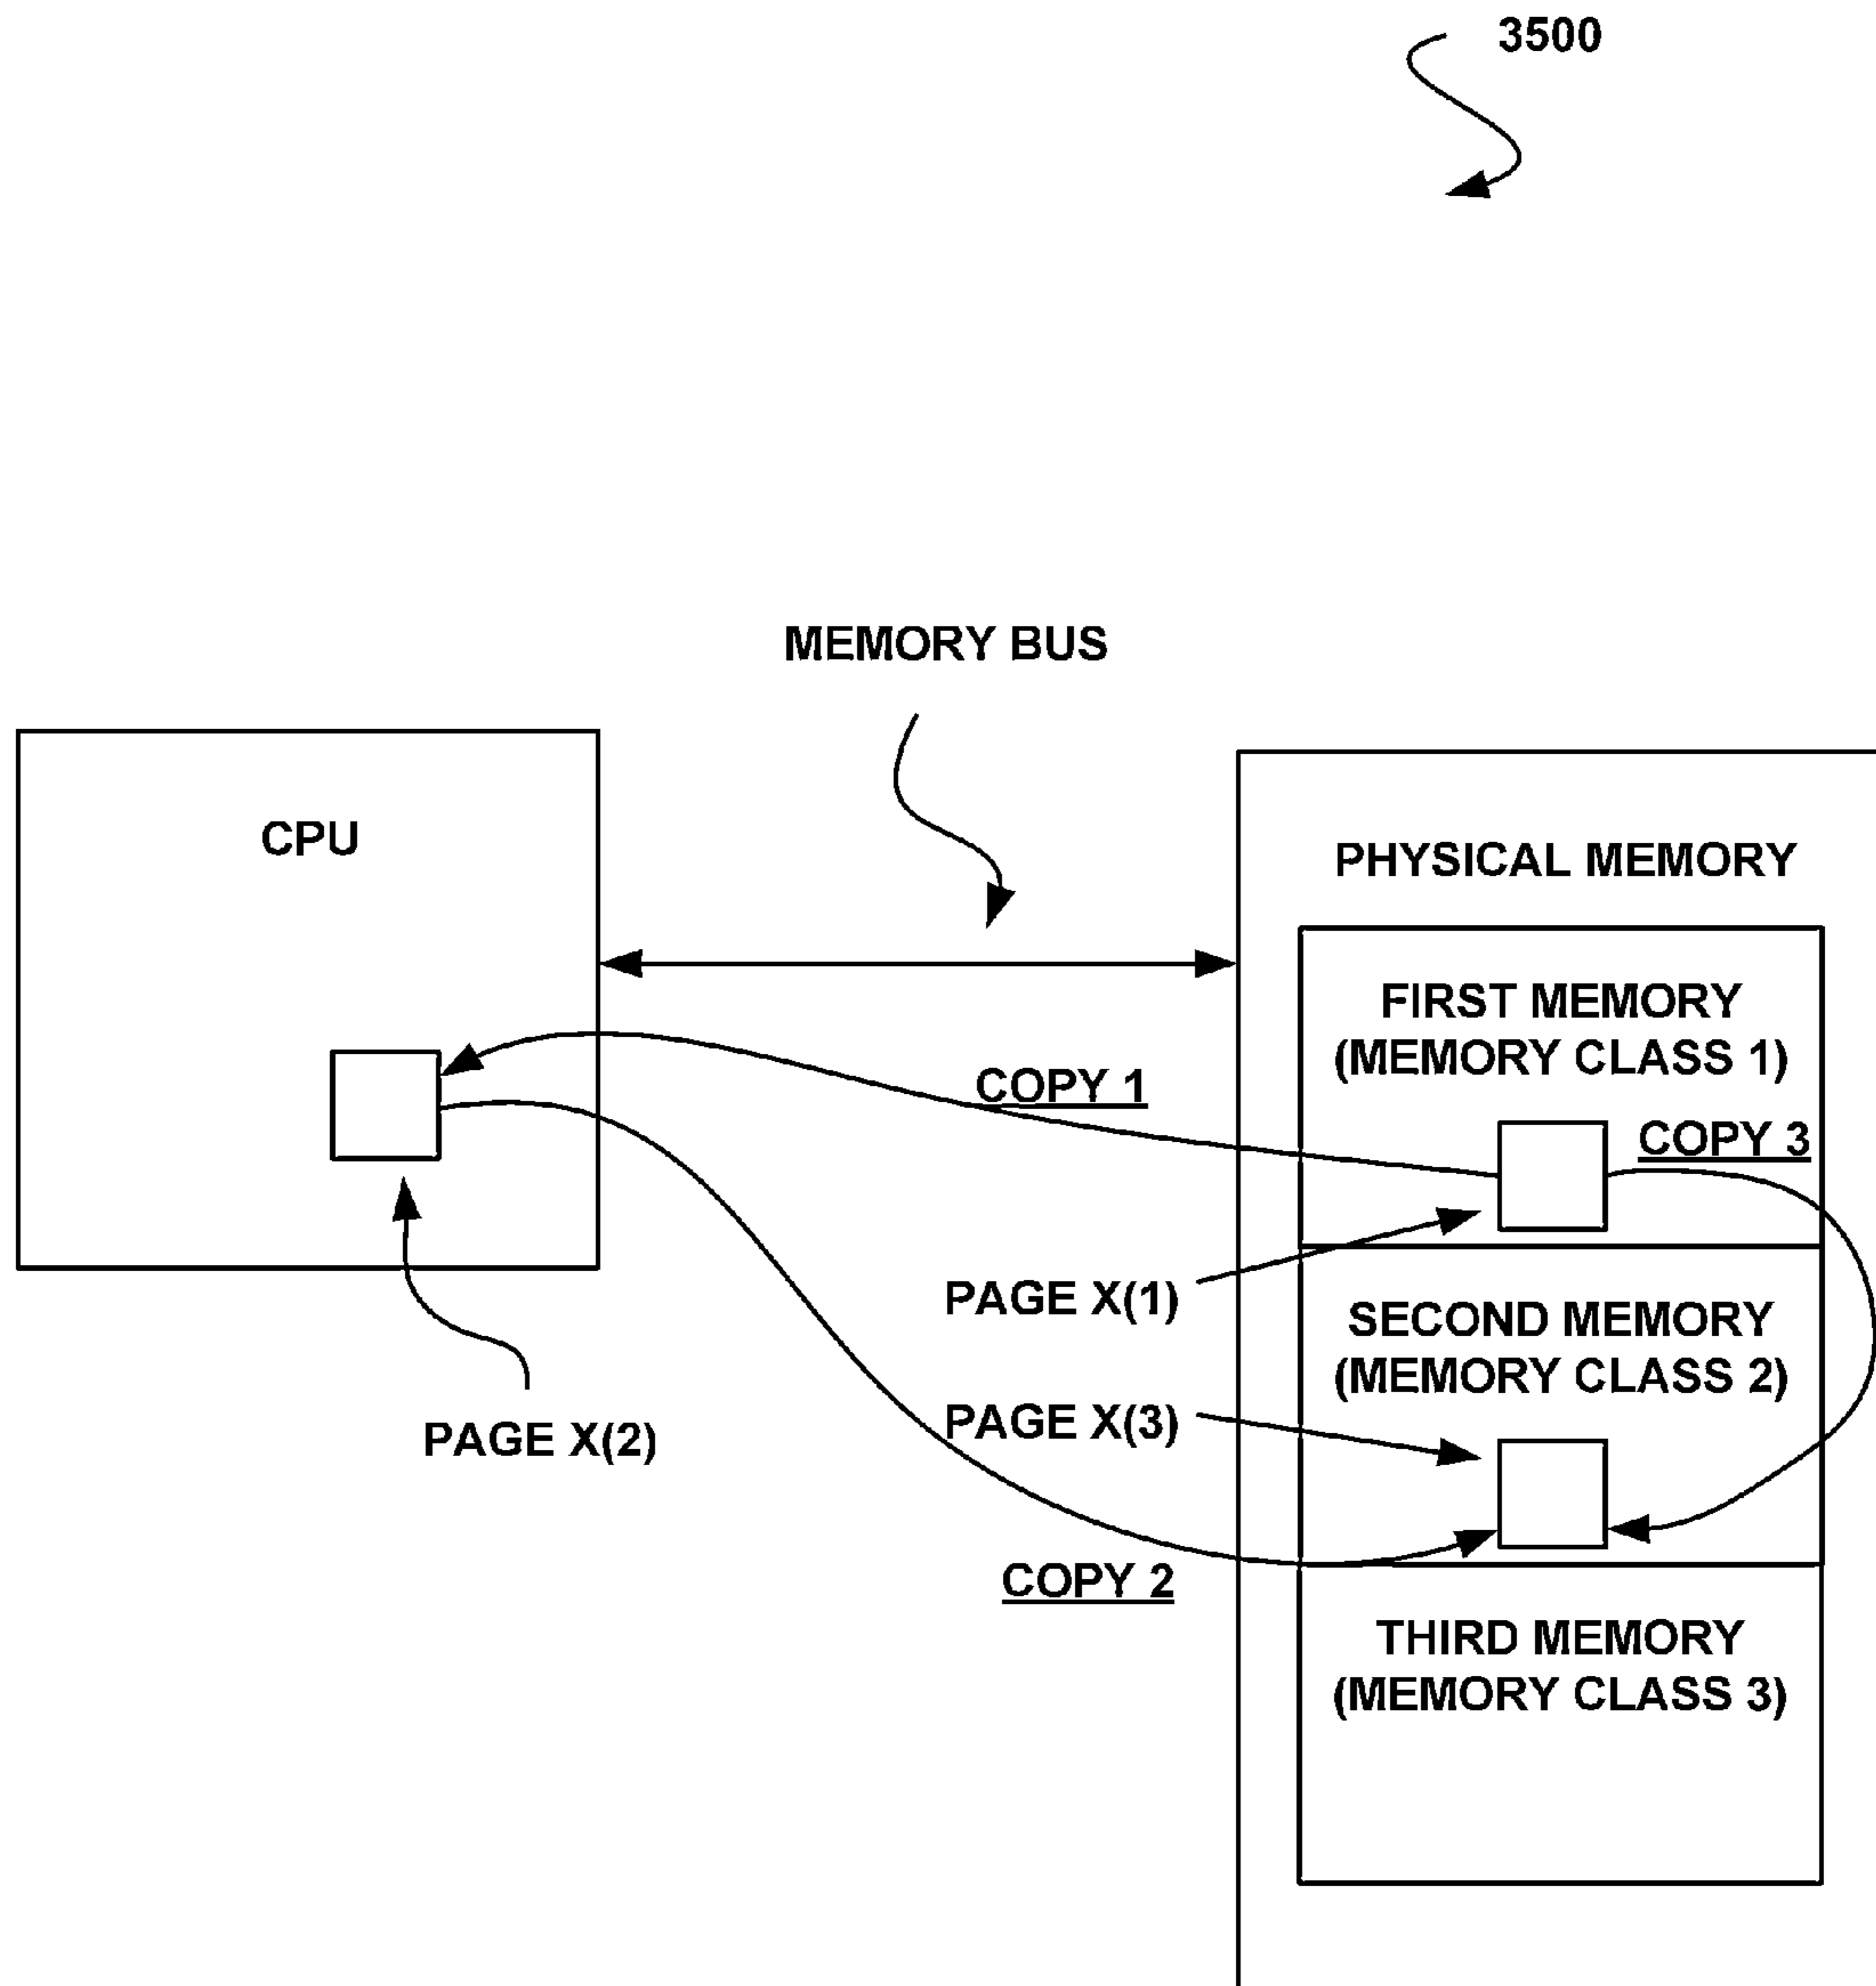 3500
MEMORY BUS
CPU
PHYSICAL MEMORY
FIRST MEMORY
(MEMORY CLASS 1)
COPY 1
COPY 3
PAGE X(1)
SECOND MEMORY
(MEMORY CLASS 2)
PAGE X(3)
PAGE X(2)
COPY 2
THIRD MEMORY
(MEMORY CLASS 3)